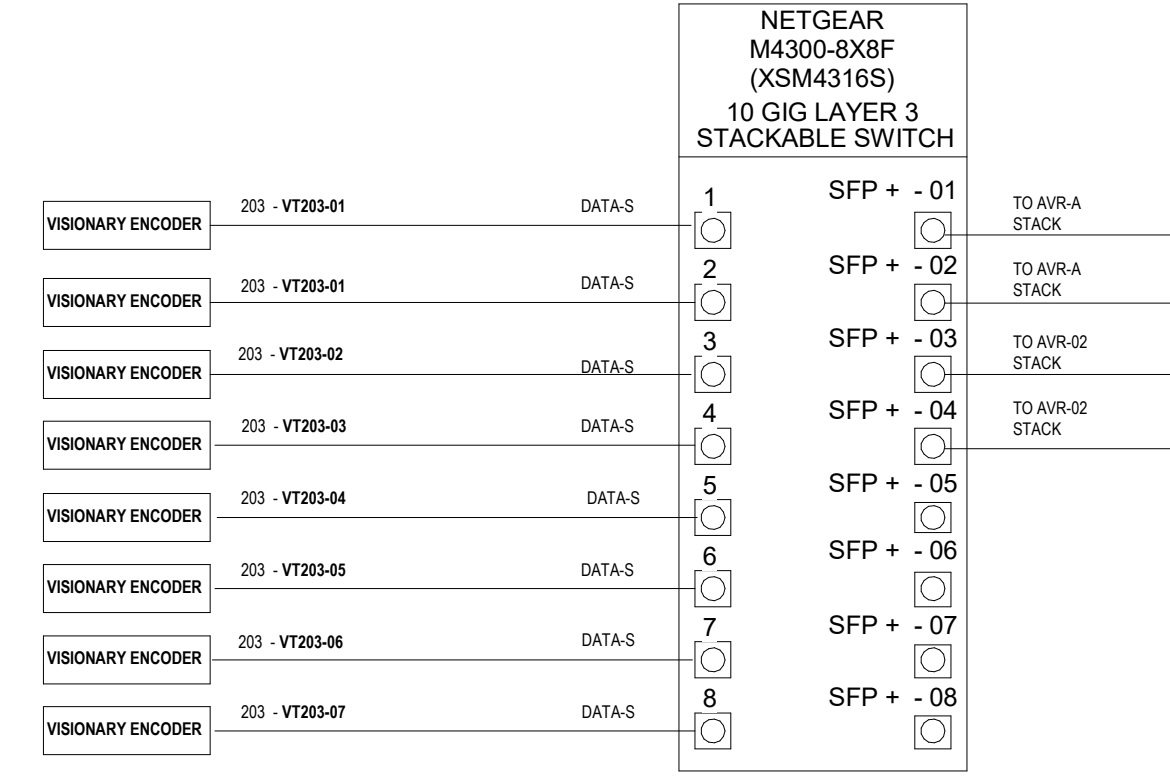 NETGEAR
M4300-8X8F
(XSM4316S)
10 GIG LAYER 3
STACKABLE SWITCH
VISIONARY ENCODER 203 - VT203-01 DATA-S 1 SFP + - 01 TO AVR-A
STACK
VISIONARY ENCODER 203 - VT203-01 DATA-S 2 SFP + - 02 TO AVR-A
STACK
VISIONARY ENCODER 203 - VT203-02 DATA-S 3 SFP + - 03 TO AVR-02
STACK
VISIONARY ENCODER 203 - VT203-03 DATA-S 4 SFP + - 04 TO AVR-02
STACK
VISIONARY ENCODER 203 - VT203-04 DATA-S 5 SFP + - 05
VISIONARY ENCODER 203 - VT203-05 DATA-S 6 SFP + - 06
VISIONARY ENCODER 203 - VT203-06 DATA-S 7 SFP + - 07
VISIONARY ENCODER 203 - VT203-07 DATA-S 8 SFP + - 08